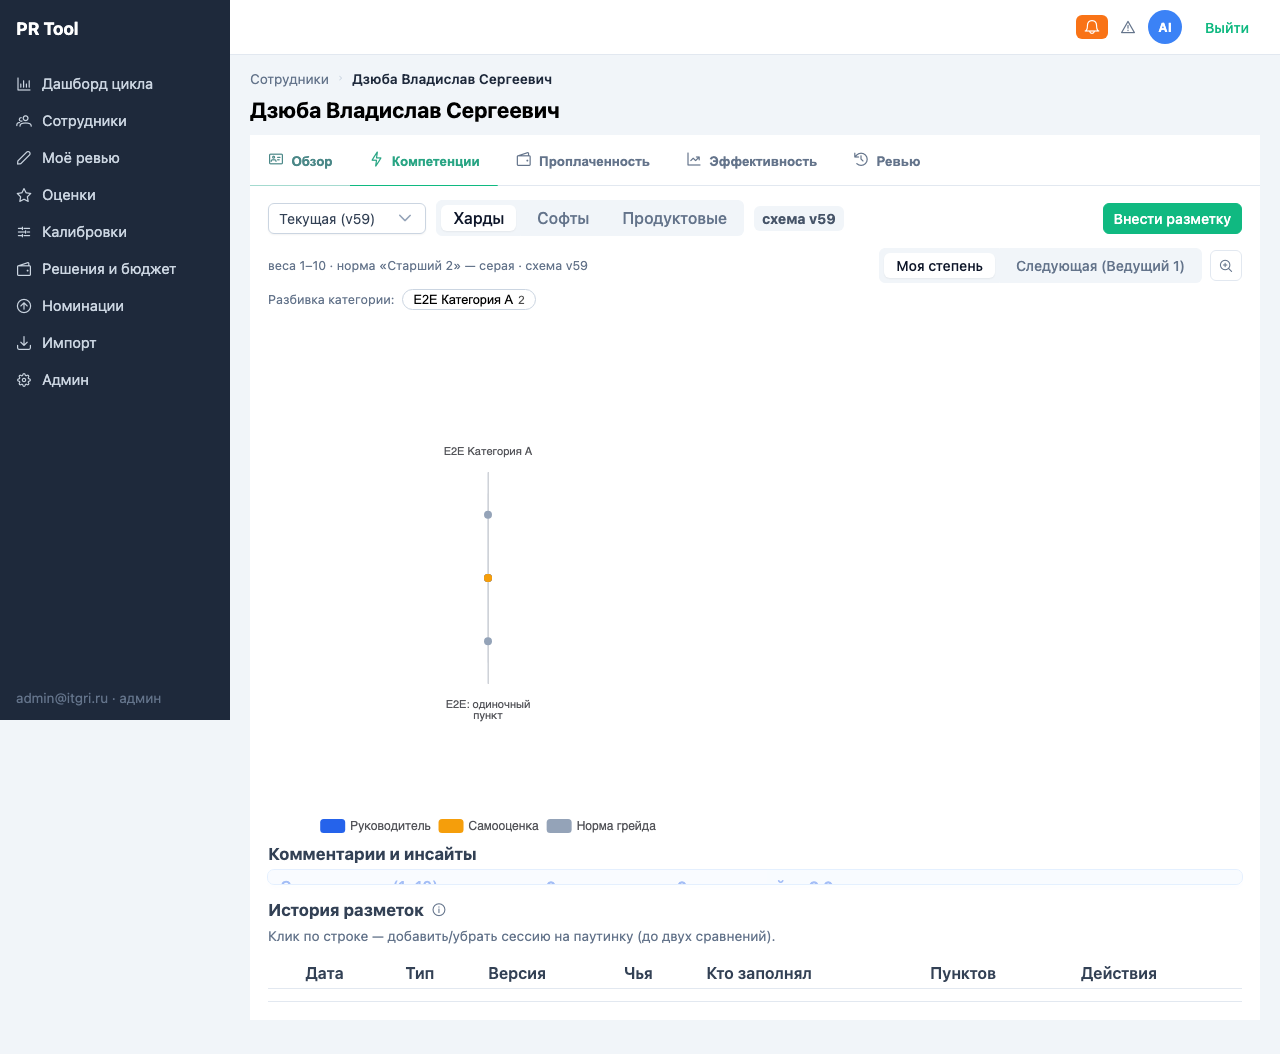 PR Tool
AI
Выйти
Дашборд цикла
Сотрудники
Моё ревью
Оценки
Калибровки
Решения и бюджет
Номинации
Импорт
Админ
admin@itgri.ru · админ
Сотрудники
Дзюба Владислав Сергеевич
Дзюба Владислав Сергеевич
Обзор
Компетенции
Проплаченность
Эффективность
Ревью
Текущая (v59)
Харды
Софты
Продуктовые
схема v59
Внести разметку
веса 1–10 · норма «Старший 2» — серая · схема v59
Моя степень
Следующая (Ведущий 1)
Разбивка категории:
E2E Категория А 2
E2E Категория А
E2E: одиночный
пункт
Руководитель
Самооценка
Норма грейда
Комментарии и инсайты
История разметок
Клик по строке — добавить/убрать сессию на паутинку (до двух сравнений).
Дата
Тип
Версия
Чья
Кто заполнял
Пунктов
Действия